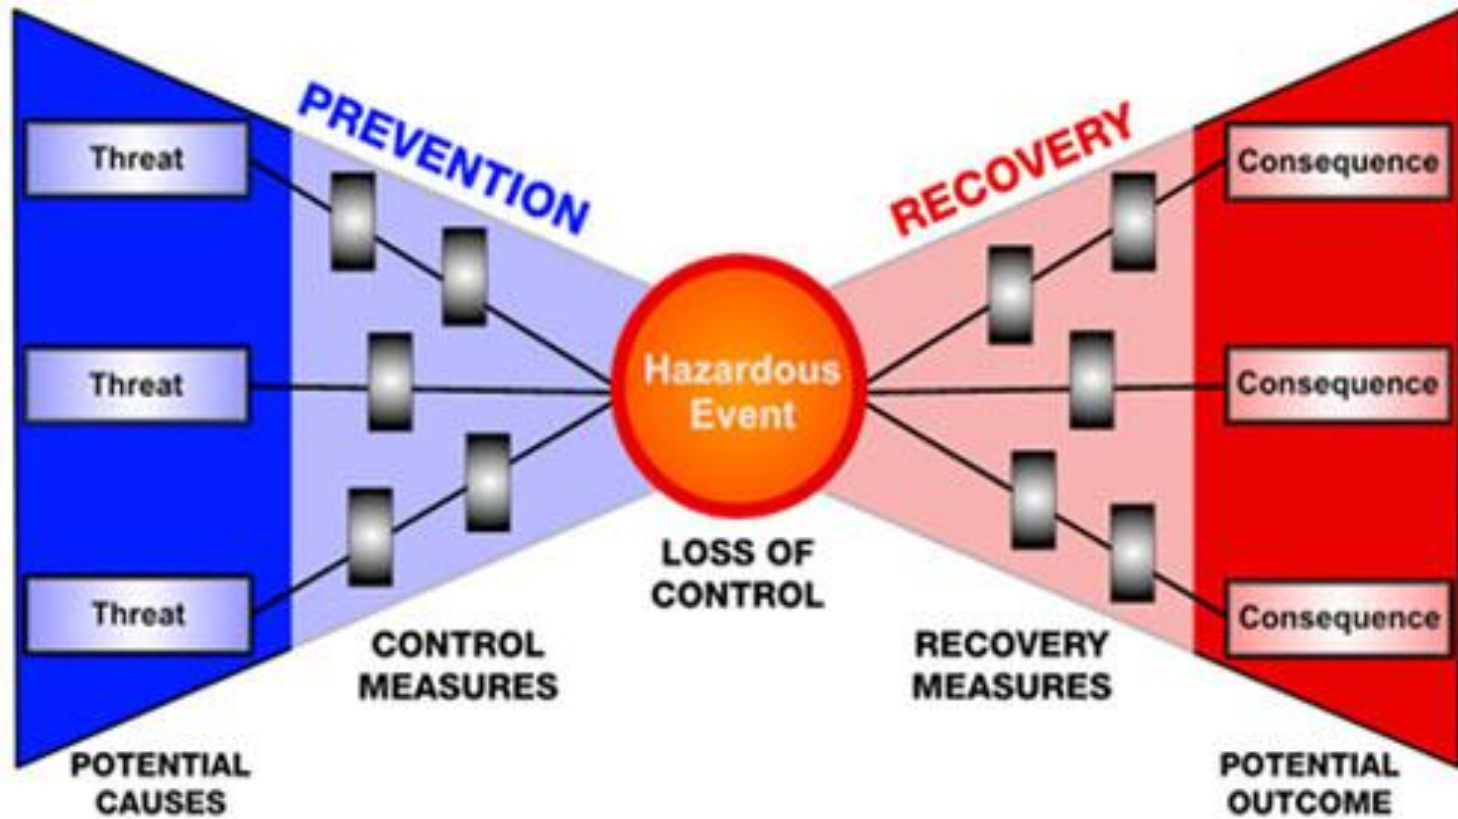 PREVENTION
RECOVERY
Threat
Consequence
Threat
Hazardous
Event
Consequence
LOSS OF
CONTROL
Threat
Consequence
CONTROL
MEASURES
RECOVERY
MEASURES
POTENTIAL
CAUSES
POTENTIAL
OUTCOME